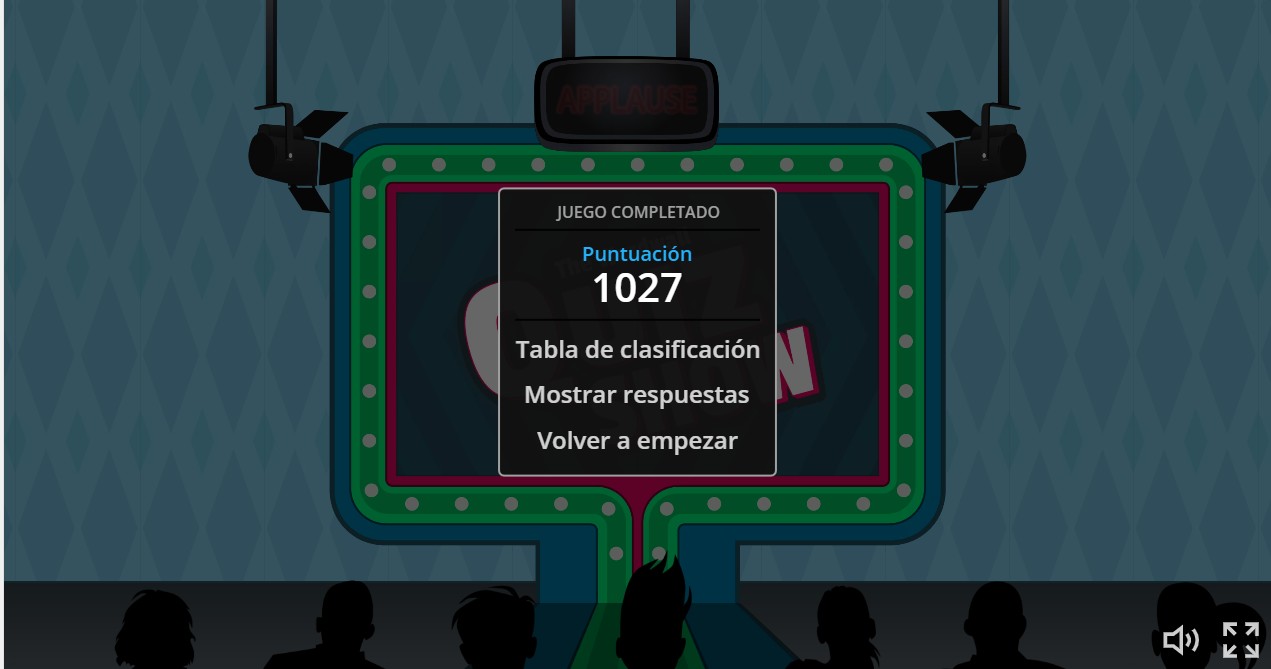 APPLAUSE
JUEGO COMPLETADO
Puntuación
1027
Tabla de clasificación
Mostrar respuestas
Volver a empezar